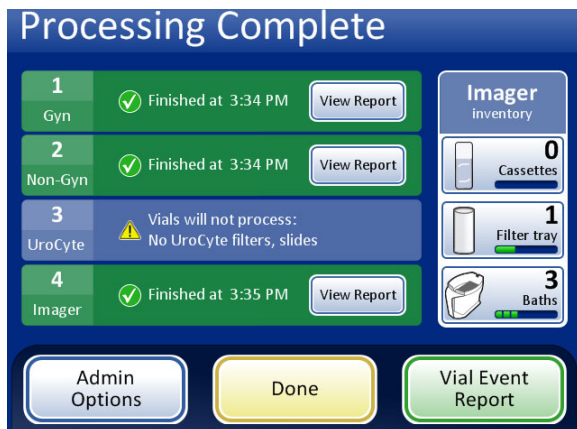 Processing Complete
1
Gyn
Finished at 3:34 PM
View Report
2
Non-Gyn
Finished at 3:34 PM
View Report
3
UroCyte
Vials will not process:
No UroCyte filters, slides
4
Imager
Finished at 3:35 PM
View Report
Imager
inventory
0
Cassettes
1
Filter tray
3
Baths
Admin
Options
Done
Vial Event
Report